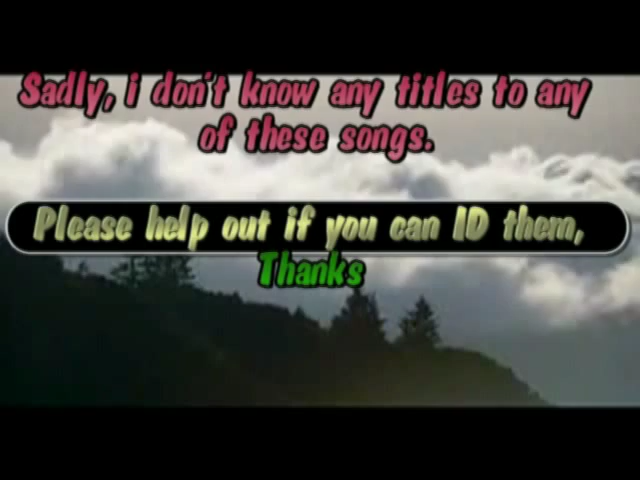 Sadly, i don't know any titles to any
of these songs.
Please help out if you can ID them,
Thanks